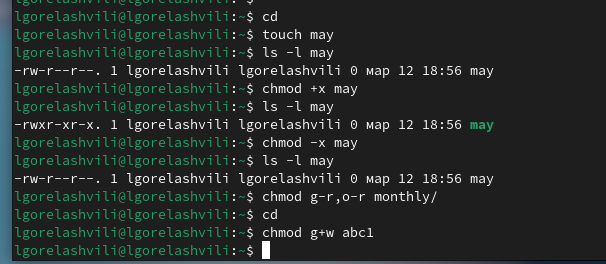 lgorelashvili@lgorelashvili:~$ cd
lgorelashvili@lgorelashvili:~$ touch may
lgorelashvili@lgorelashvili:~$ ls -l may
-rw-r--r--. 1 lgorelashvili lgorelashvili 0 мар 12 18:56 may
lgorelashvili@lgorelashvili:~$ chmod +x may
lgorelashvili@lgorelashvili:~$ ls -l may
-rwxr-xr-x. 1 lgorelashvili lgorelashvili 0 мар 12 18:56 may
lgorelashvili@lgorelashvili:~$ chmod -x may
lgorelashvili@lgorelashvili:~$ ls -l may
-rw-r--r--. 1 lgorelashvili lgorelashvili 0 мар 12 18:56 may
lgorelashvili@lgorelashvili:~$ chmod g-r,o-r monthly/
lgorelashvili@lgorelashvili:~$ cd
lgorelashvili@lgorelashvili:~$ chmod g+w abc1
lgorelashvili@lgorelashvili:~$